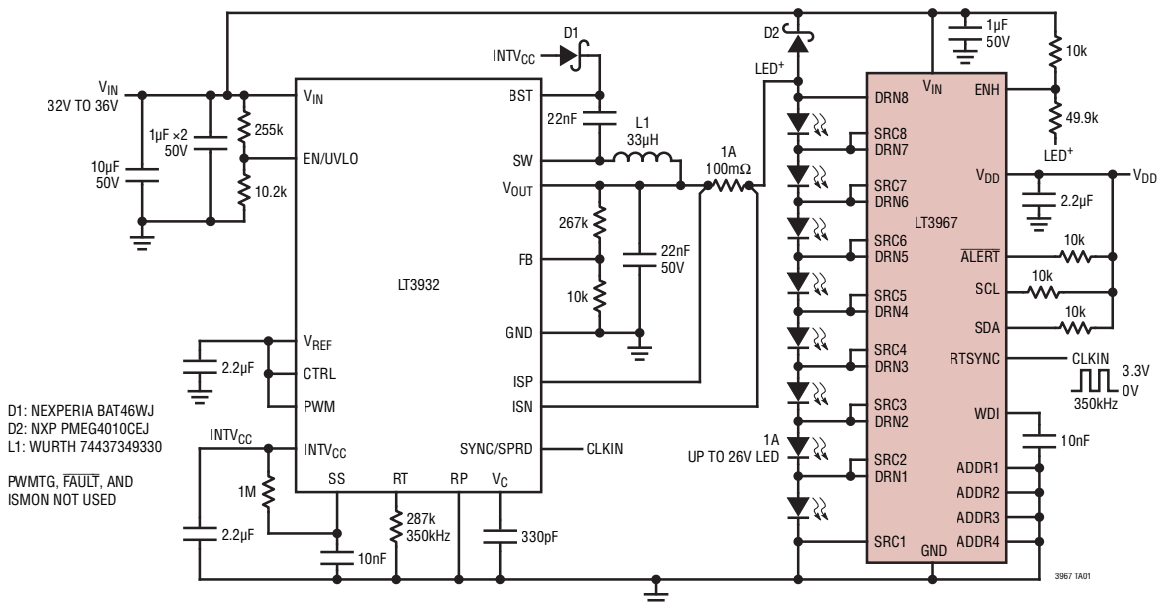 D1
INTVCC
VIN
32V TO 36V
10µF
50V
1µF ×2
50V
255k
10.2k
VIN
EN/UVLO
BST
22nF
SW
L1
33µH
VOUT
1A
100mΩ
267k
FB
22nF
50V
10k
GND
LT3932
VREF
2.2µF
CTRL
PWM
ISP
ISN
INTVCC
INTVCC
SYNC/SPRD
CLKIN
SS
RT
RP
VC
1M
2.2µF
10nF
287k
350kHz
330pF
D1: NEXPERIA BAT46WJ
D2: NXP PMEG4010CEJ
L1: WURTH 74437349330
PWMTG, FAULT, AND
ISMON NOT USED
D2
LED+
1A
UP TO 26V LED
1µF
50V
10k
49.9k
LED+
VIN
ENH
DRN8
SRC8
DRN7
SRC7
DRN6
SRC6
DRN5
SRC5
DRN4
SRC4
DRN3
SRC3
DRN2
SRC2
DRN1
SRC1
LT3967
VDD
VDD
2.2µF
ALERT
10k
SCL
10k
SDA
10k
RTSYNC
CLKIN
3.3V
0V
350kHz
WDI
10nF
ADDR1
ADDR2
ADDR3
ADDR4
GND
3967 TA01